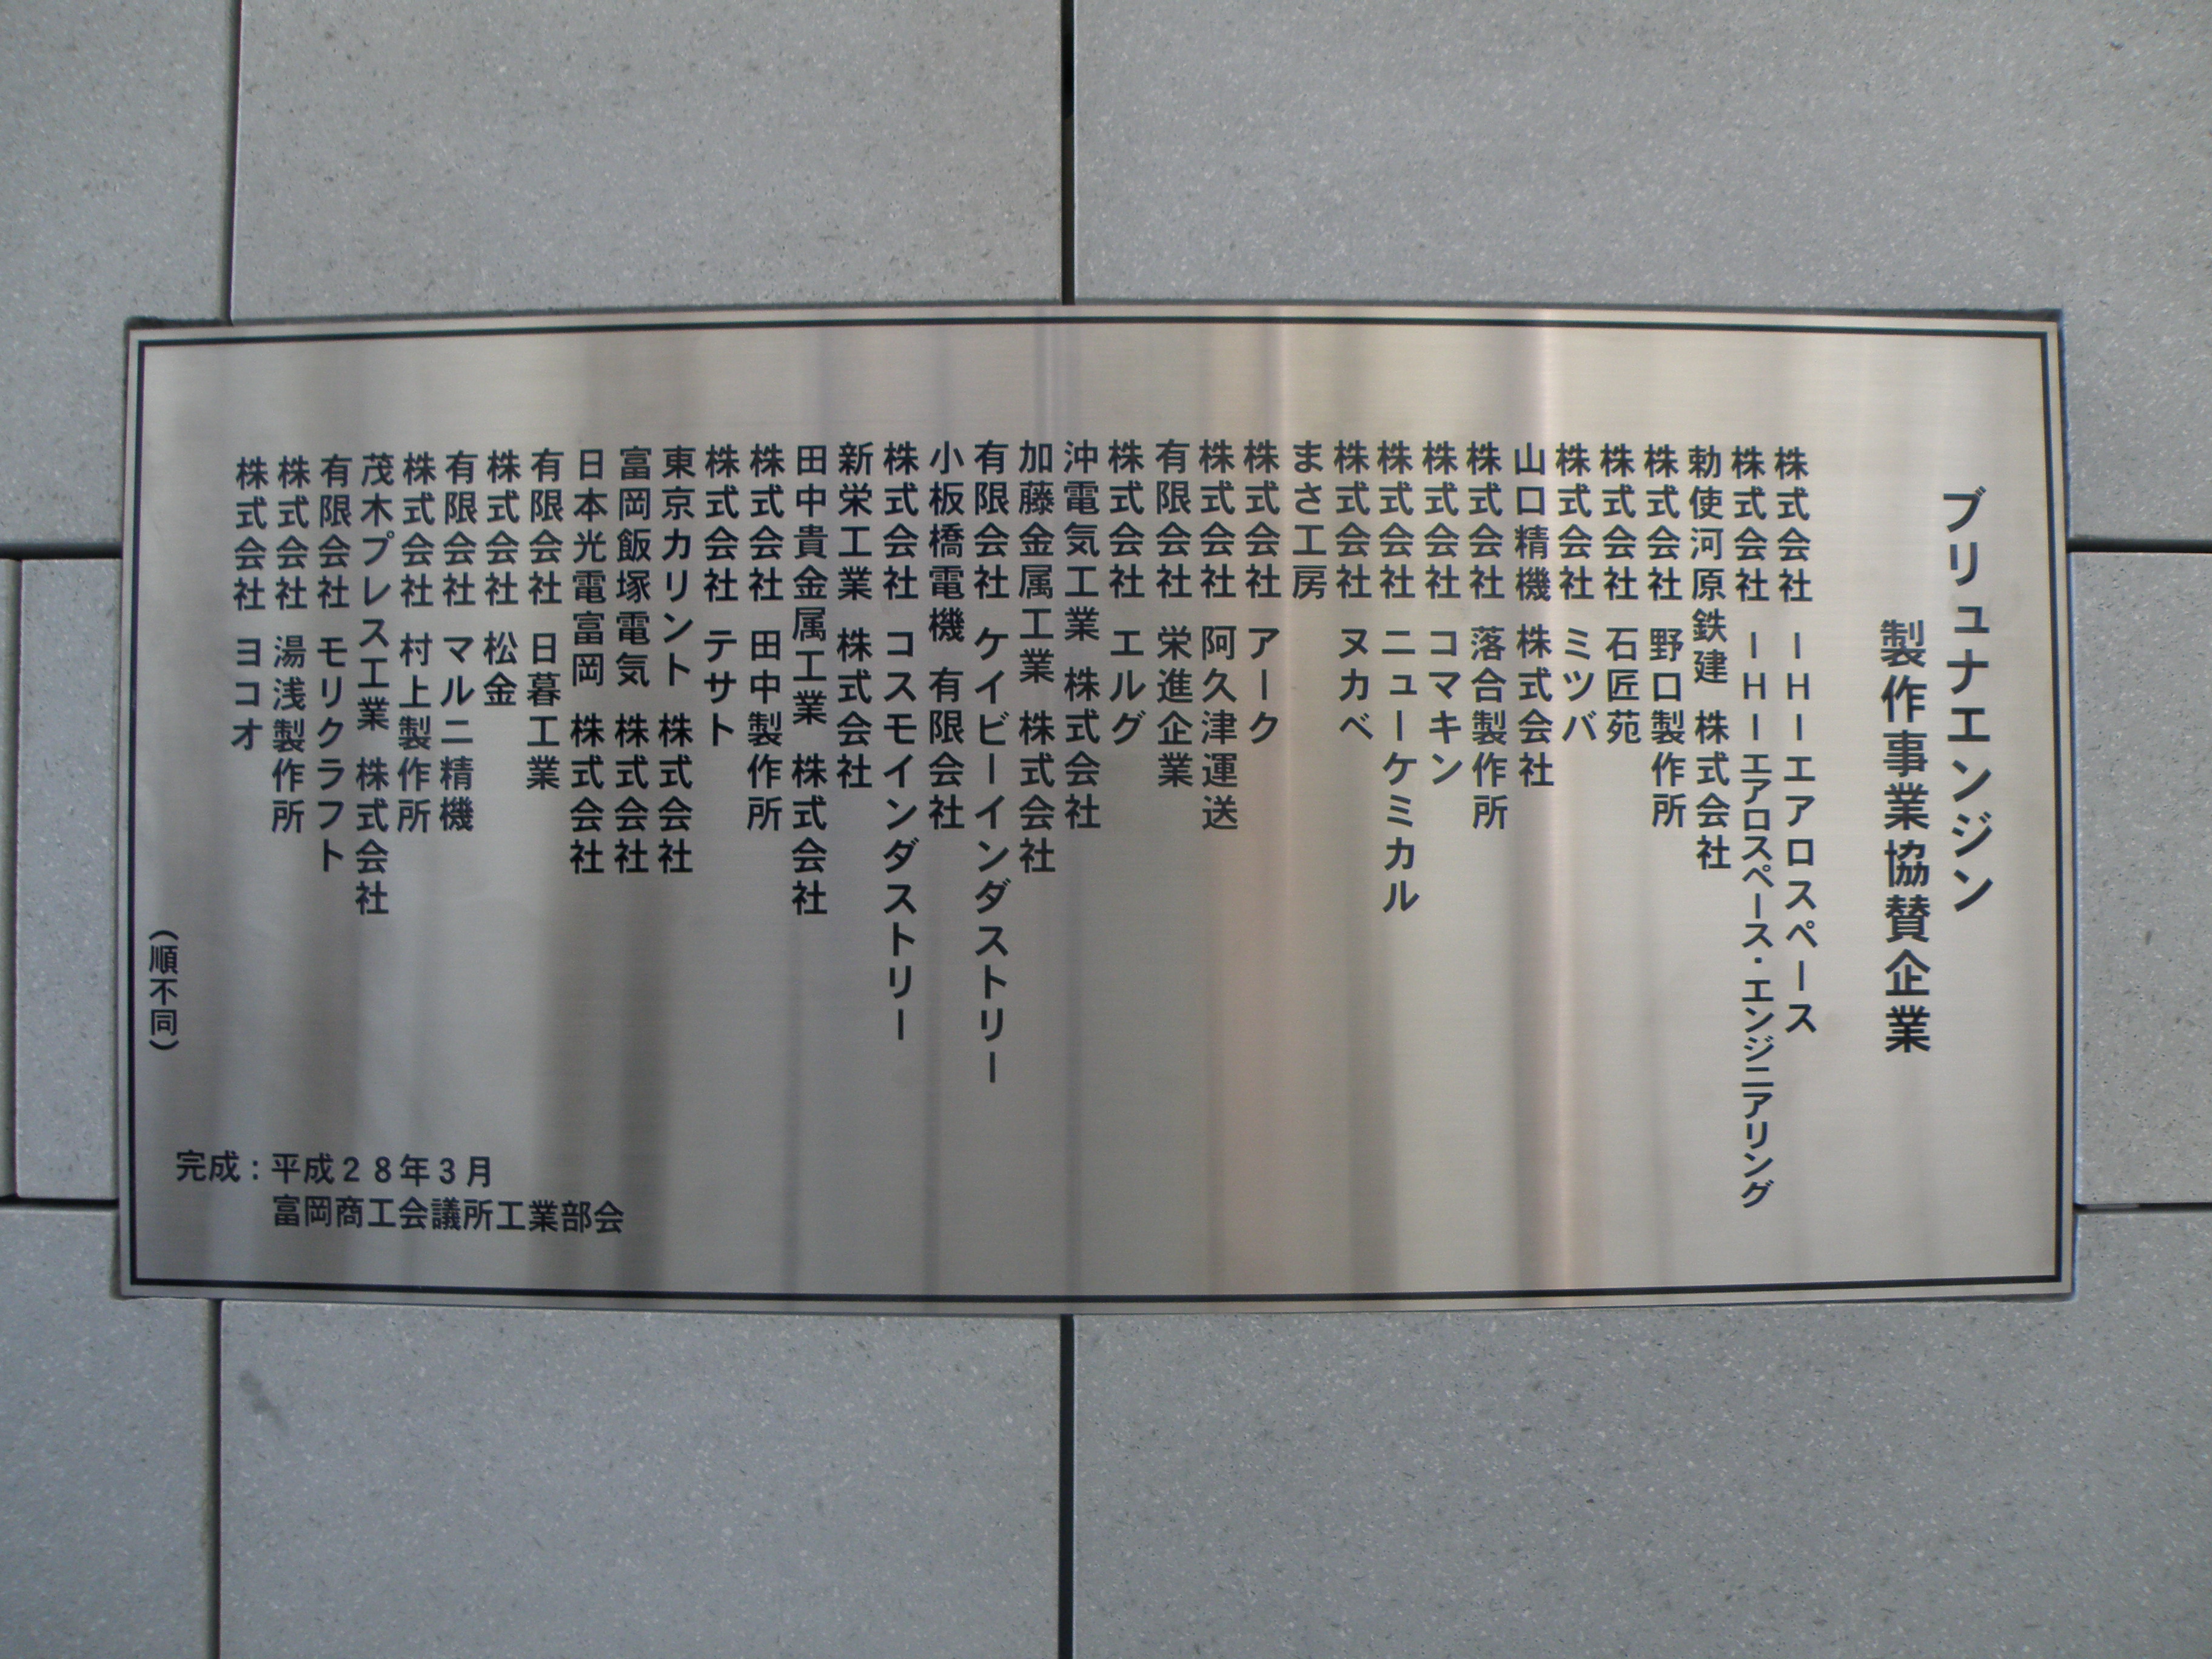 ブリュナエンジン
製作事業協賛企業
株式会社 IHIエアロスペース
株式会社 IHIエアロスペース・エンジニアリング
勅使河原鉄建 株式会社
株式会社 野口製作所
株式会社 石匠苑
株式会社 ミツバ
山口精機 株式会社
株式会社 落合製作所
株式会社 コマキン
株式会社 ニューケミカル
株式会社 ヌカベ
まさ工房
株式会社 アーク
株式会社 阿久津運送
有限会社 栄進企業
株式会社 エルグ
沖電気工業 株式会社
加藤金属工業 株式会社
有限会社 ケイビーインダストリー
小板橋電機 有限会社
株式会社 コスモインダストリー
新栄工業 株式会社
田中貴金属工業 株式会社
株式会社 田中製作所
株式会社 テサト
東京カリント 株式会社
富岡飯塚電気 株式会社
日本光電富岡 株式会社
有限会社 日暮工業
株式会社 松金
有限会社 マルニ精機
株式会社 村上製作所
茂木プレス工業 株式会社
有限会社 モリクラフト
株式会社 湯浅製作所
株式会社 ヨコオ
（順不同）
完成：平成28年3月
富岡商工会議所工業部会